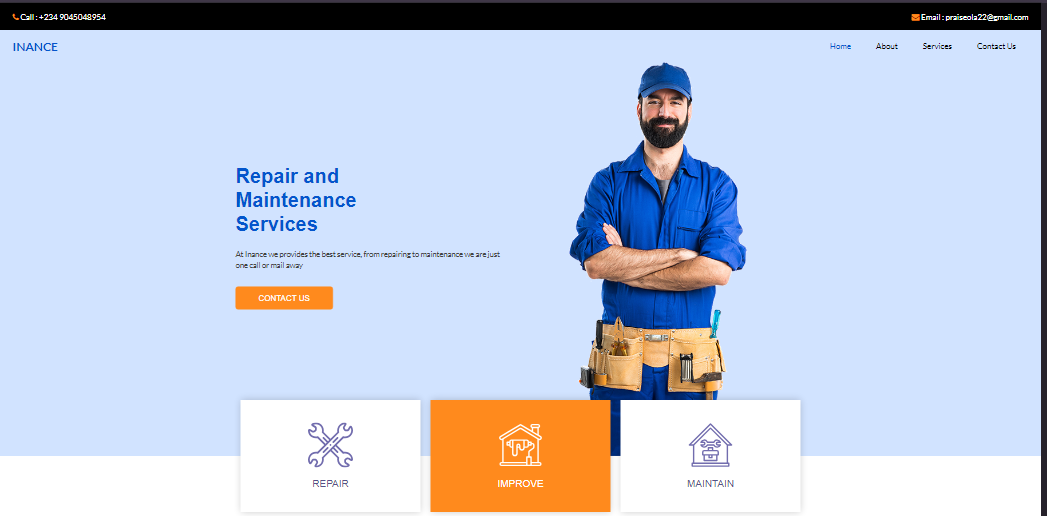 Call : +234 9045048954
Email : praiseola22@gmail.com
INANCE
Home
About
Services
Contact Us
Repair and
Maintenance
Services
At Inance we provides the best service, from repairing to maintenance we are just
one call or mail away
CONTACT US
REPAIR
IMPROVE
MAINTAIN